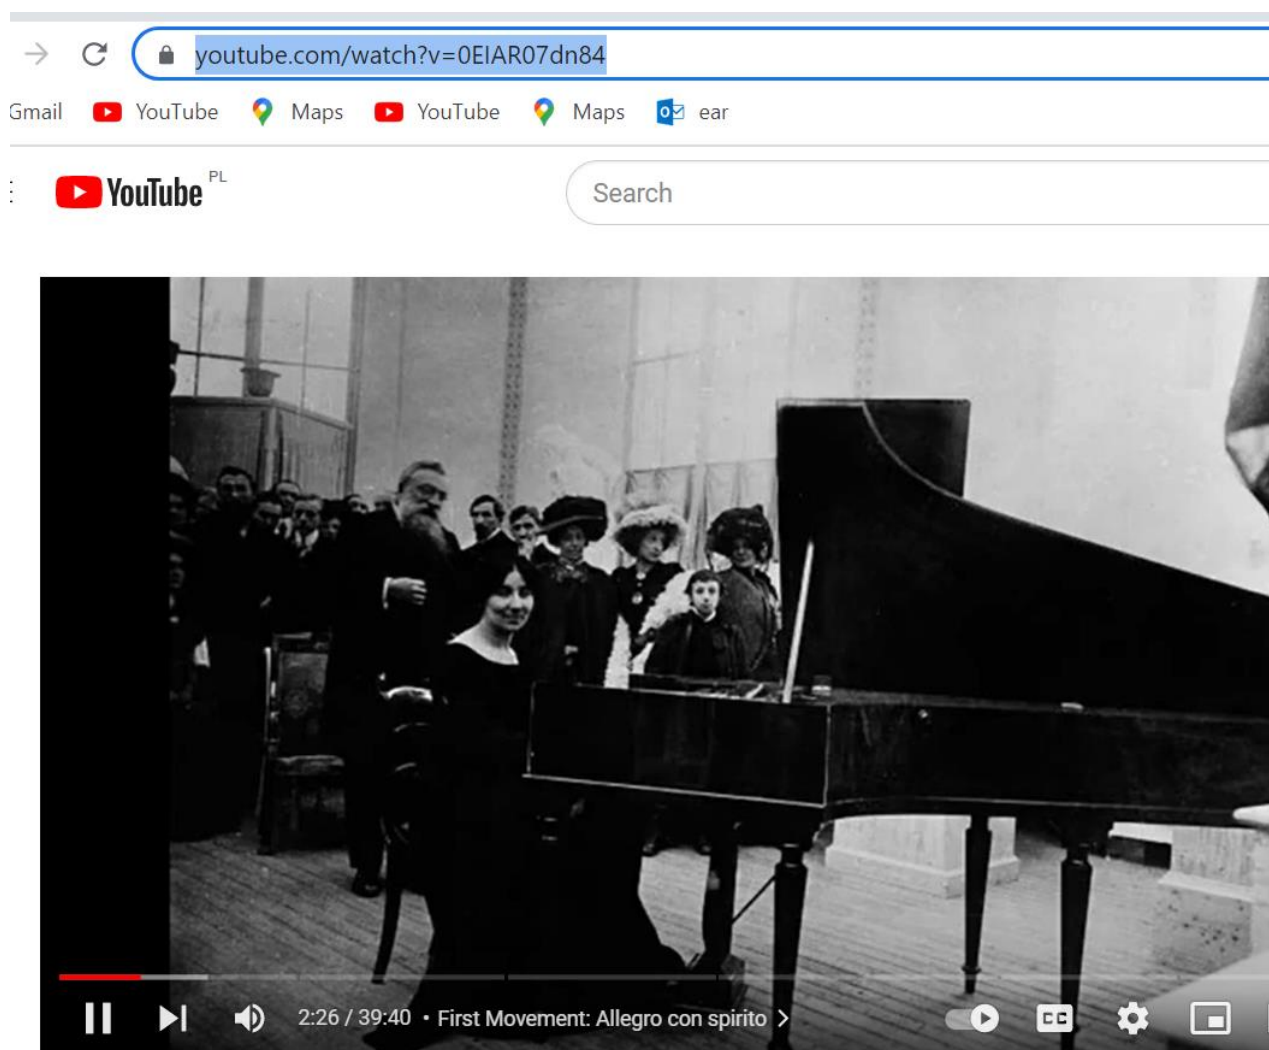 youtube.com/watch?v=0EIAR07dn84
Gmail YouTube Maps YouTube Maps ear
YouTube PL
Search
2:26 / 39:40 • First Movement: Allegro con spirito >
CC